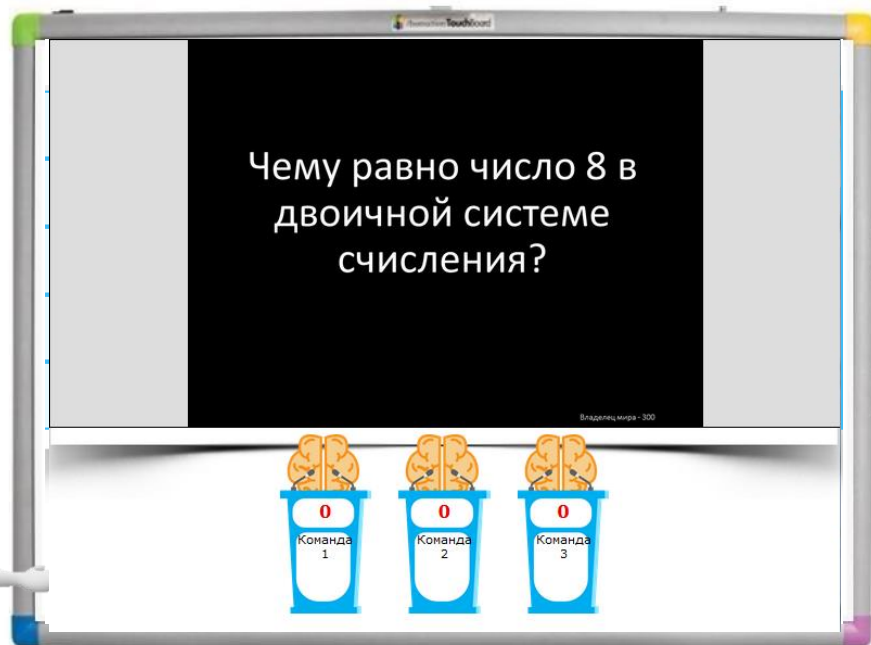 TouchBoard
Чему равно число 8 в
двоичной системе
счисления?
Владелец мира - 300
0
0
0
Команда
1
Команда
2
Команда
3